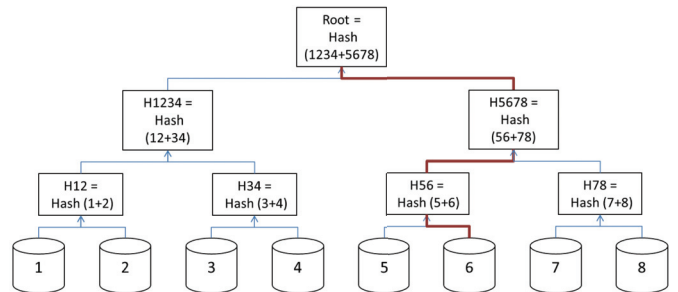 Root =
Hash
(1234+5678)
H1234 =
Hash
(12+34)
H5678 =
Hash
(56+78)
H12 =
Hash (1+2)
H34 =
Hash (3+4)
H56 =
Hash (5+6)
H78 =
Hash (7+8)
1
2
3
4
5
6
7
8